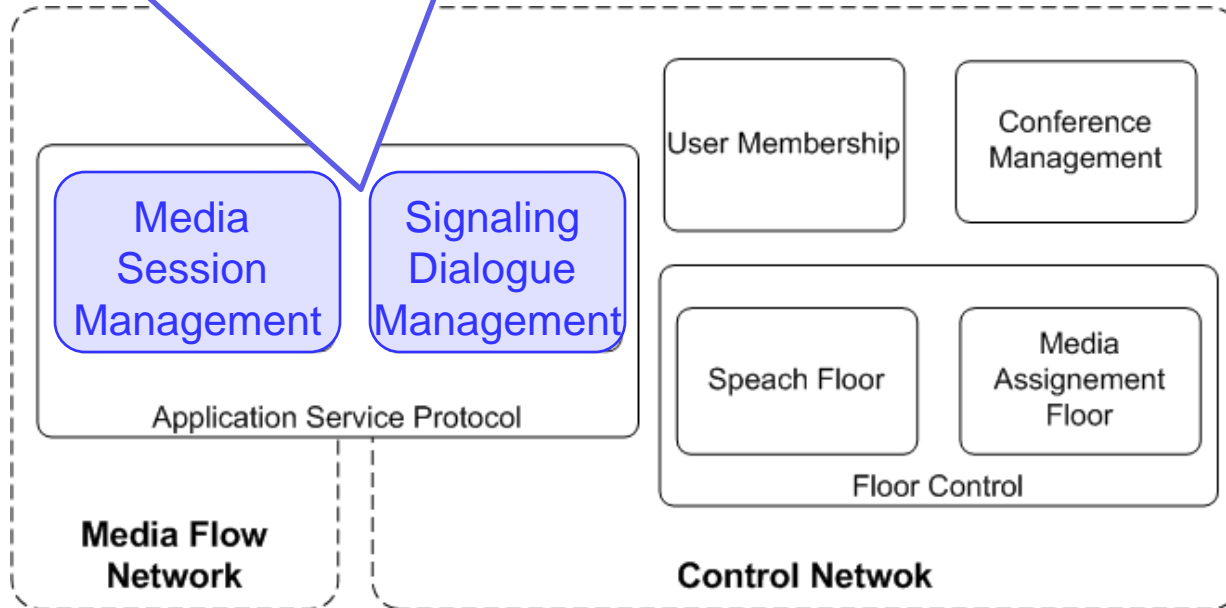 User Membership
Conference
Management
Media
Session
Management
Signaling
Dialogue
Management
Application Service Protocol
Speach Floor
Media
Assignement
Floor
Floor Control
Media Flow
Network
Control Netwok